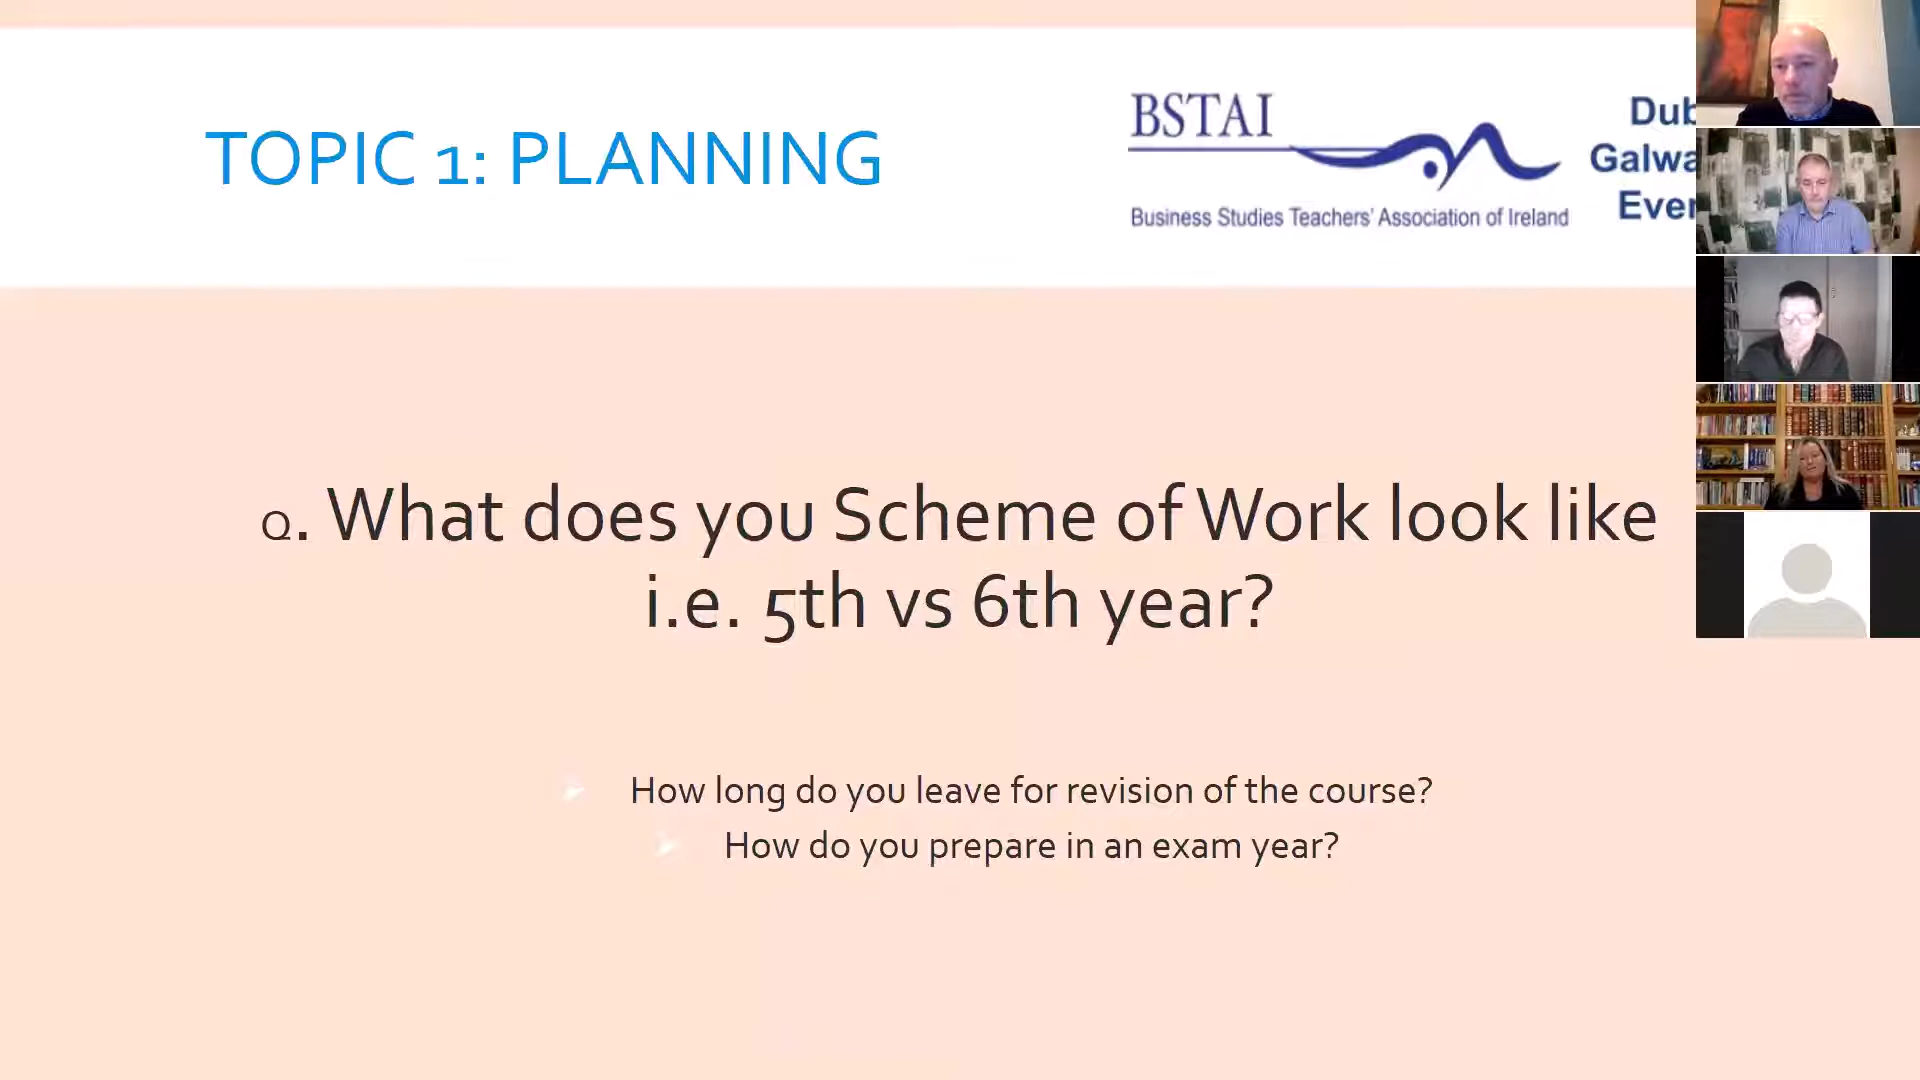 TOPIC 1: PLANNING
BSTAI
Business Studies Teachers' Association of Ireland
Q. What does you Scheme of Work look like
i.e. 5th vs 6th year?
How long do you leave for revision of the course?
How do you prepare in an exam year?